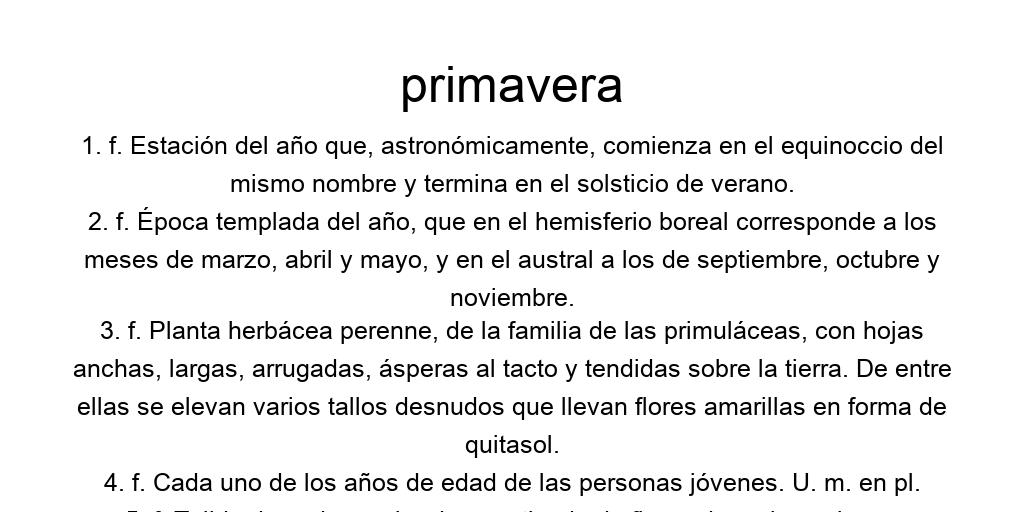 primavera
1. f. Estación del año que, astronómicamente, comienza en el equinoccio del
mismo nombre y termina en el solsticio de verano.
2. f. Época templada del año, que en el hemisferio boreal corresponde a los
meses de marzo, abril y mayo, y en el austral a los de septiembre, octubre y
noviembre.
3. f. Planta herbácea perenne, de la familia de las primuláceas, con hojas
anchas, largas, arrugadas, ásperas al tacto y tendidas sobre la tierra. De entre
ellas se elevan varios tallos desnudos que llevan flores amarillas en forma de
quitasol.
4. f. Cada uno de los años de edad de las personas jóvenes. U. m. en pl.